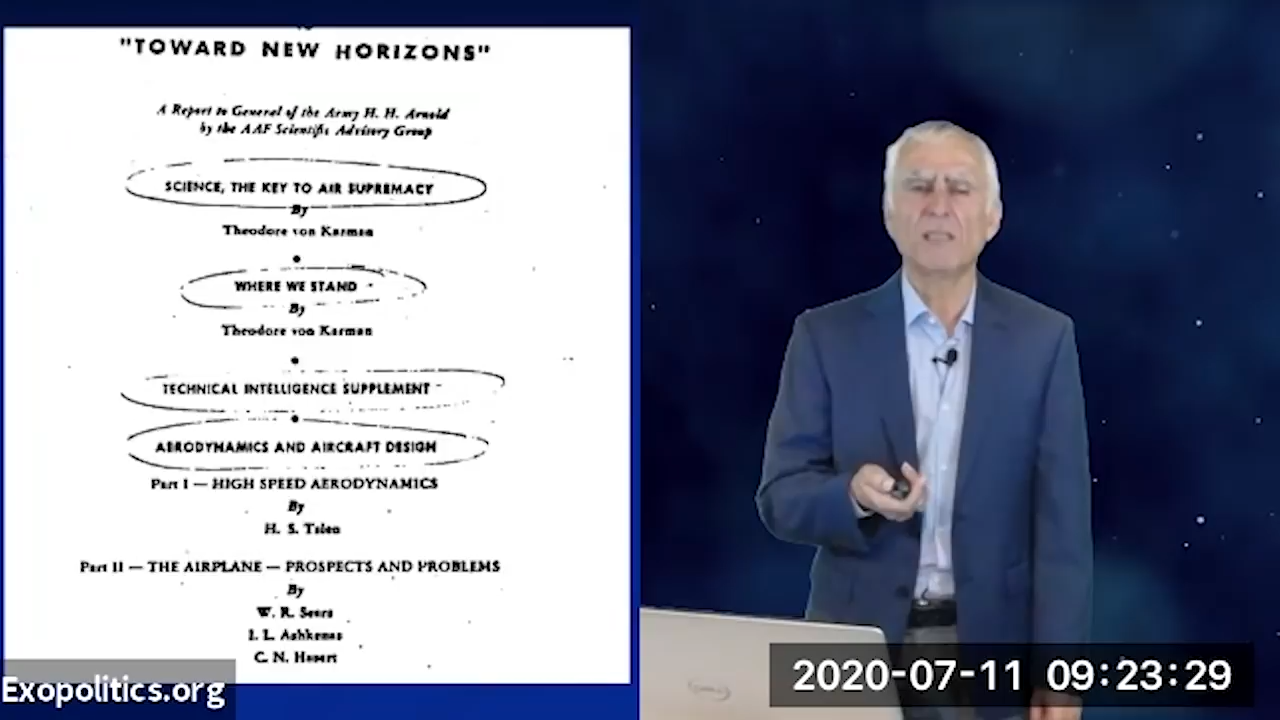 "TOWARD NEW HORIZONS"
A Report to General of the Army H. H. Arnold
by the AAF Scientific Advisory Group
SCIENCE, THE KEY TO AIR SUPREMACY
By
Theodore von Karman
WHERE WE STAND
By
Theodore von Karman
TECHNICAL INTELLIGENCE SUPPLEMENT
AERODYNAMICS AND AIRCRAFT DESIGN
Part I — HIGH SPEED AERODYNAMICS
By
H. S. Tsien
Part II — THE AIRPLANE — PROSPECTS AND PROBLEMS
By
W. R. Sears
I. L. Ashkenas
C. N. Hasert
Exopolitics.org
2020-07-11 09:23:29